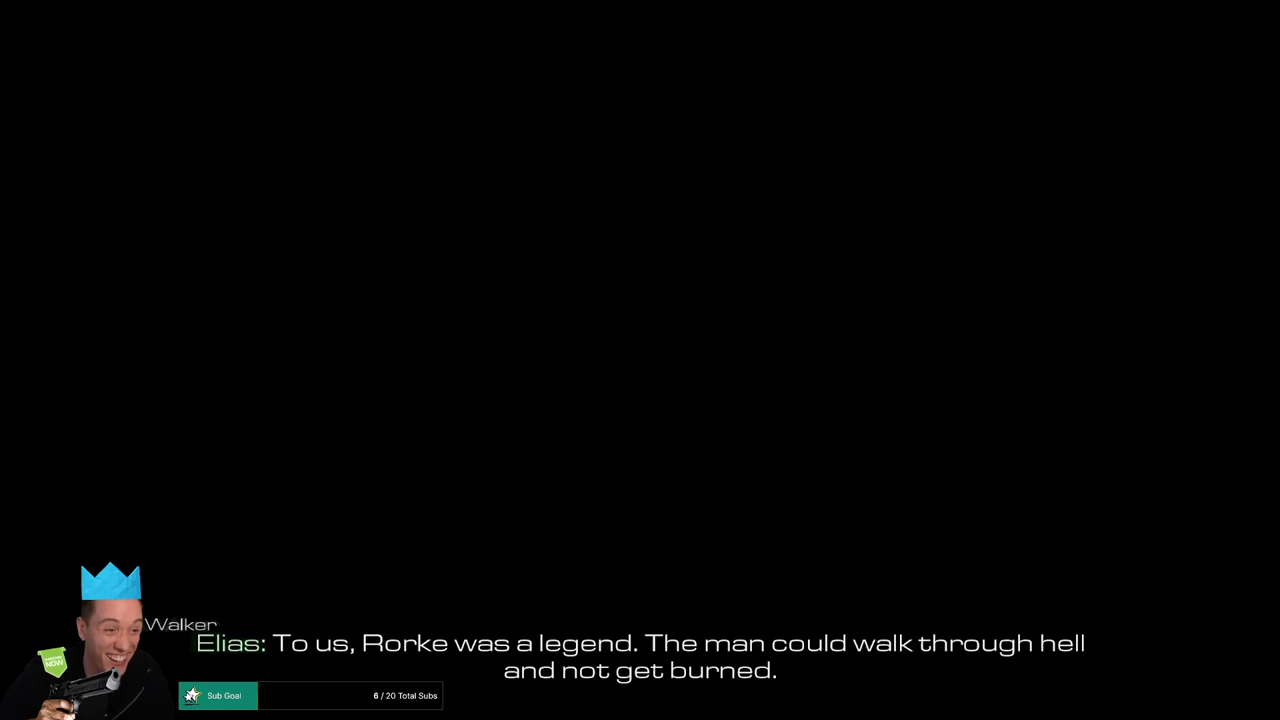 Walker
Elias: To us, Rorke was a legend. The man could walk through hell
and not get burned.
NOW
Sub Goal
6 / 20 Total Subs